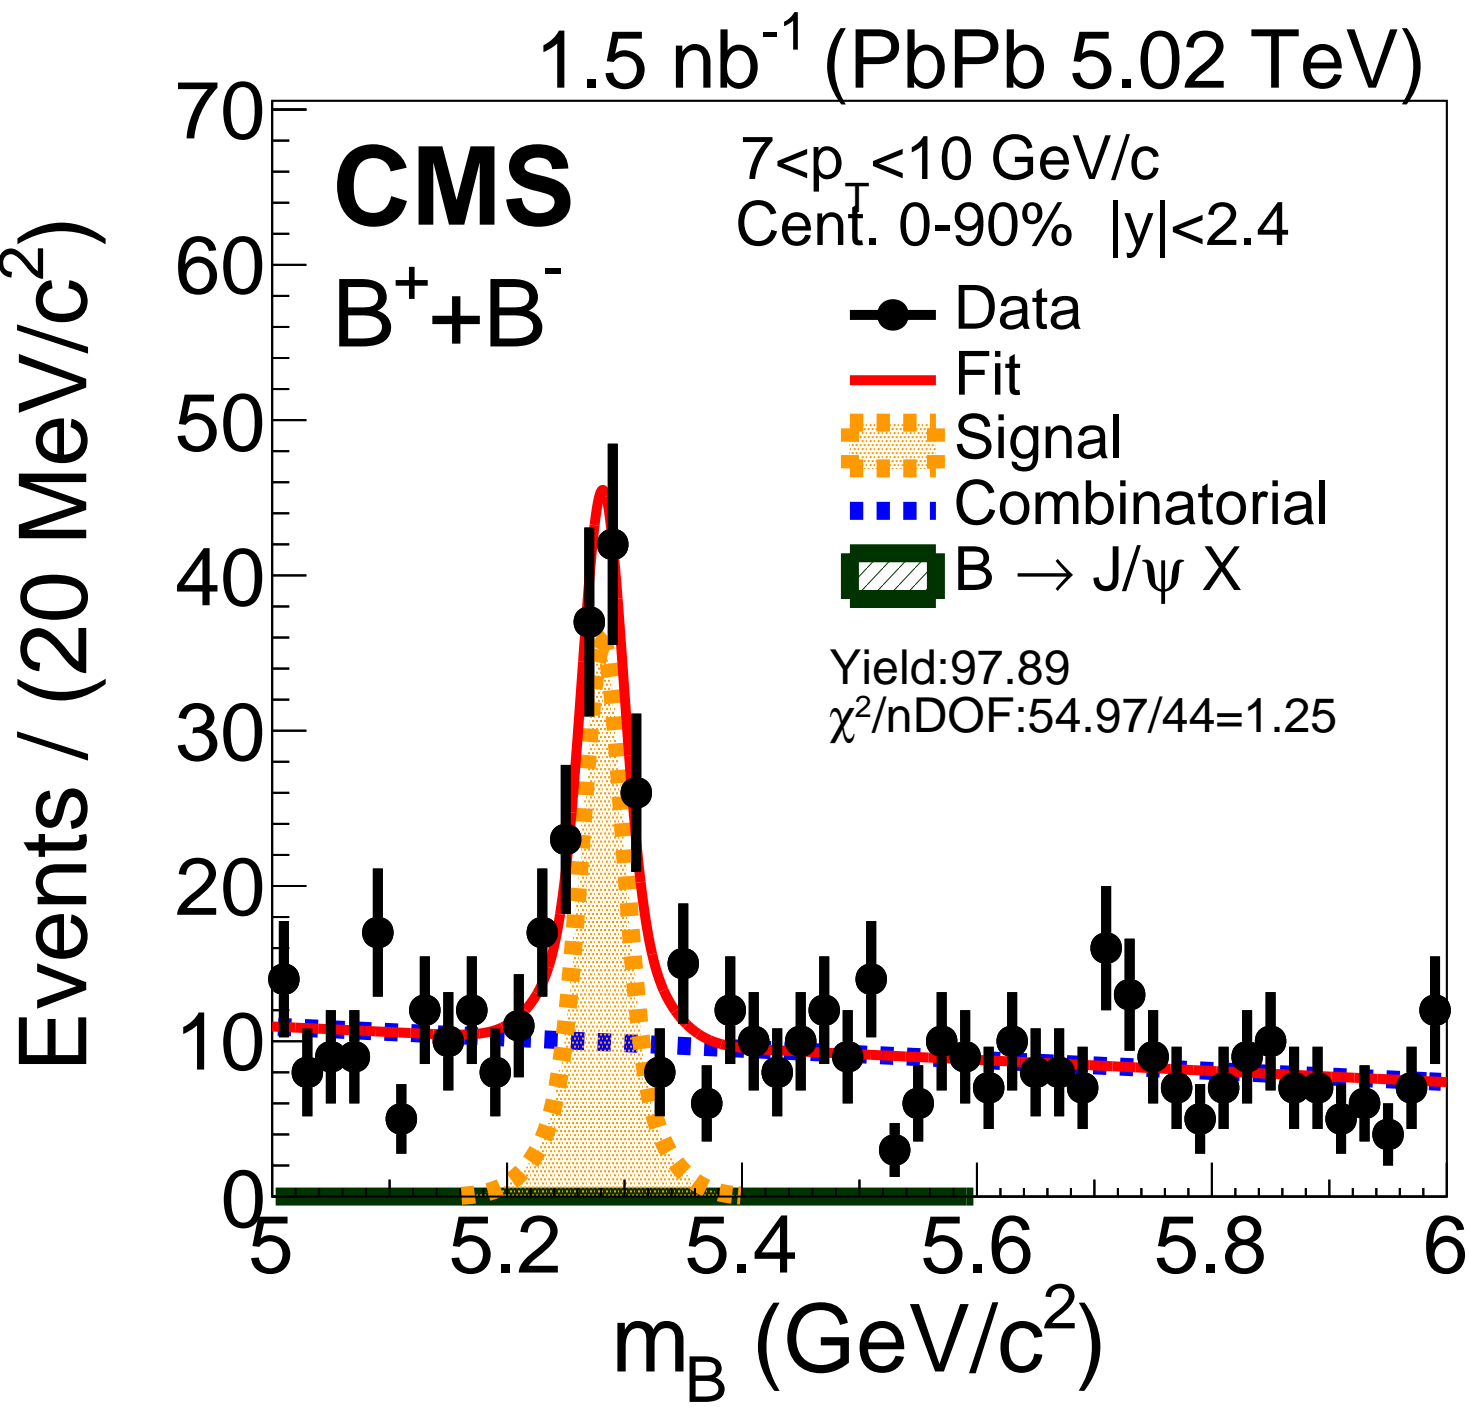 1.5 nb⁻¹ (PbPb 5.02 TeV)
CMS
B⁺+B⁻
7<p_T<10 GeV/c
Cent. 0-90% |y|<2.4
Data
Fit
Signal
Combinatorial
B → J/ψ X
Yield:97.89
χ²/nDOF:54.97/44=1.25
Events / (20 MeV/c²)
70
60
50
40
30
20
10
0
5 5.2 5.4 5.6 5.8 6
m_B (GeV/c²)